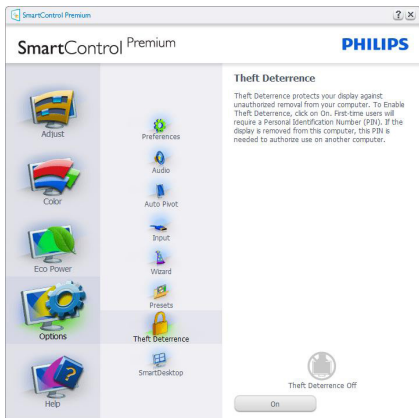 SmartControl Premium
? ×
SmartControl Premium
PHILIPS
Adjust
Color
Eco Power
Options
Help
Preferences
Audio
Auto Pivot
Input
Wizard
Presets
Theft Deterrence
SmartDesktop
Theft Deterrence
Theft Deterrence protects your display against
unauthorized removal from your computer. To Enable
Theft Deterrence, click on On. First-time users will
require a Personal Identification Number (PIN). If the
display is removed from this computer, this PIN is
needed to authorize use on another computer.
Theft Deterrence Off
On